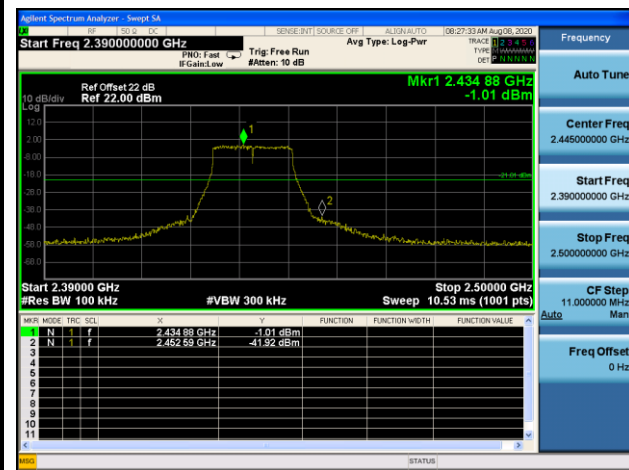 Agilent Spectrum Analyzer - Swept SA
RF 50 Ω DC SENSE:INT SOURCE OFF ALIGNAUTO 08:27:33 AM Aug08, 2020
Start Freq 2.390000000 GHz
PNO: Fast Trig: Free Run Avg Type: Log-Pwr TRACE 1 2 3 4 5 6
IFGain:Low #Atten: 10 dB TYPE
DET P N N N N N
Ref Offset 22 dB Mkr1 2.434 88 GHz
10 dB/div Ref 22.00 dBm -1.01 dBm
Log
12.0
2.00
-8.00
-18.0
-28.0
-38.0
-48.0
-58.0
-68.0
1
-21.01 dBm
2
Start 2.39000 GHz Stop 2.50000 GHz
#Res BW 100 kHz #VBW 300 kHz Sweep 10.53 ms (1001 pts)
MKR MODE TRC SCL X Y FUNCTION FUNCTION WIDTH FUNCTION VALUE
1 N 1 f 2.434 88 GHz -1.01 dBm
2 N 1 f 2.452 59 GHz -41.92 dBm
3
4
5
6
7
8
9
10
11
MSG STATUS
Frequency
Auto Tune
Center Freq
2.445000000 GHz
Start Freq
2.390000000 GHz
Stop Freq
2.500000000 GHz
CF Step
11.000000 MHz
Auto Man
Freq Offset
0 Hz